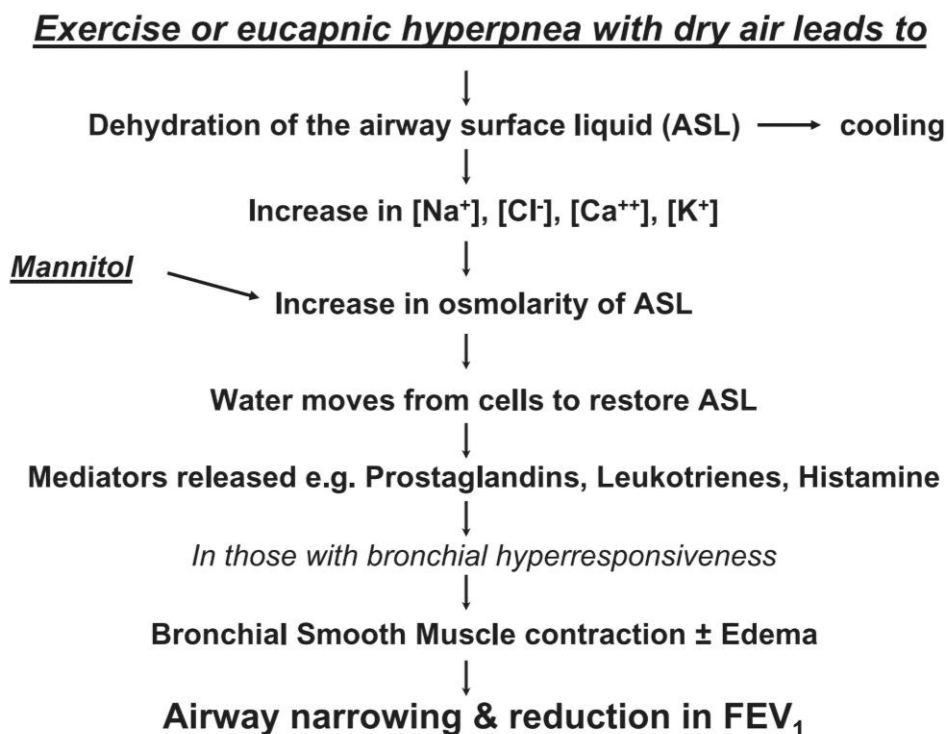 Exercise or eucapnic hyperpnea with dry air leads to
Dehydration of the airway surface liquid (ASL) cooling
Increase in [Na⁺], [Cl⁻], [Ca⁺⁺], [K⁺]
Mannitol
Increase in osmolarity of ASL
Water moves from cells to restore ASL
Mediators released e.g. Prostaglandins, Leukotrienes, Histamine
In those with bronchial hyperresponsiveness
Bronchial Smooth Muscle contraction ± Edema
Airway narrowing & reduction in FEV₁